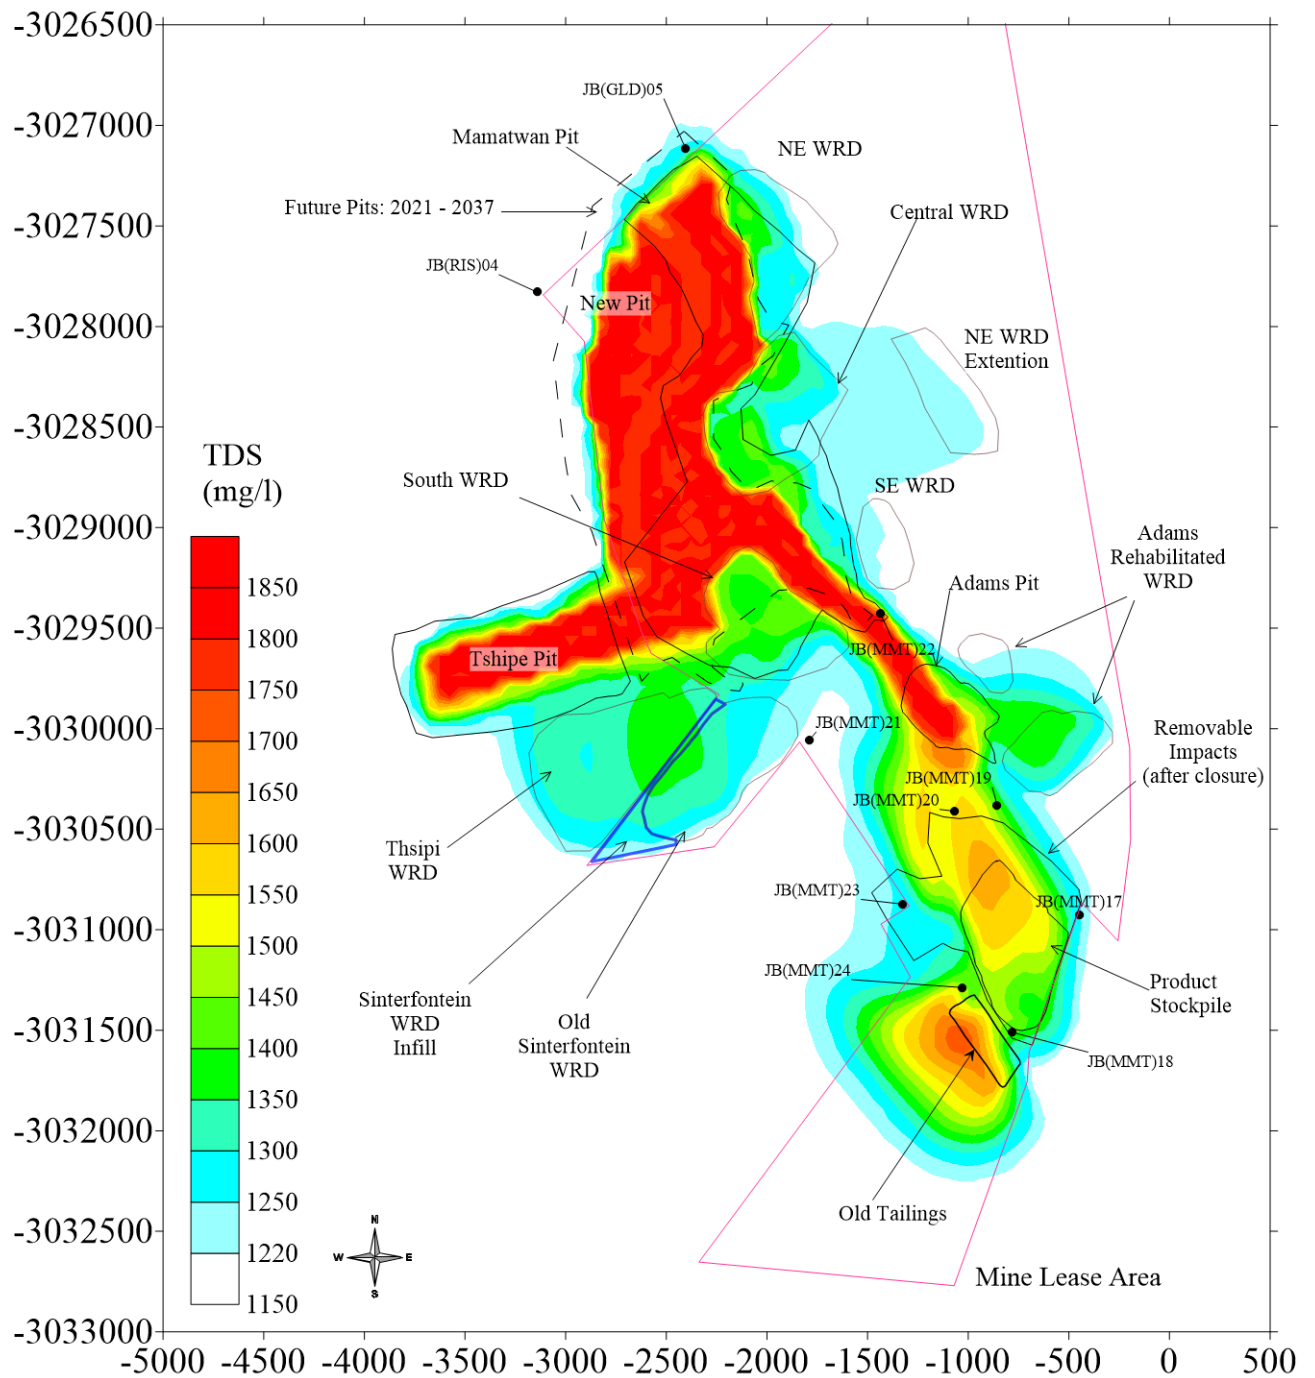 -3026500
-3027000
-3027500
-3028000
-3028500
-3029000
-3029500
-3030000
-3030500
-3031000
-3031500
-3032000
-3032500
-3033000
-5000
-4500
-4000
-3500
-3000
-2500
-2000
-1500
-1000
-500
0
500
JB(GLD)05
Mamatwan Pit
NE WRD
Future Pits: 2021 - 2037
Central WRD
JB(RIS)04
New Pit
NE WRD
Extention
South WRD
SE WRD
Adams
Rehabilitated
WRD
Adams Pit
JB(MMT)22
Tshipe Pit
JB(MMT)21
Removable
Impacts
(after closure)
JB(MMT)19
JB(MMT)20
Thsipi
WRD
JB(MMT)23
JB(MMT)17
JB(MMT)24
Product
Stockpile
Sinterfontein
WRD
Infill
Old
Sinterfontein
WRD
JB(MMT)18
Old Tailings
Mine Lease Area
TDS
(mg/l)
1850
1800
1750
1700
1650
1600
1550
1500
1450
1400
1350
1300
1250
1220
1150
N
W
E
S